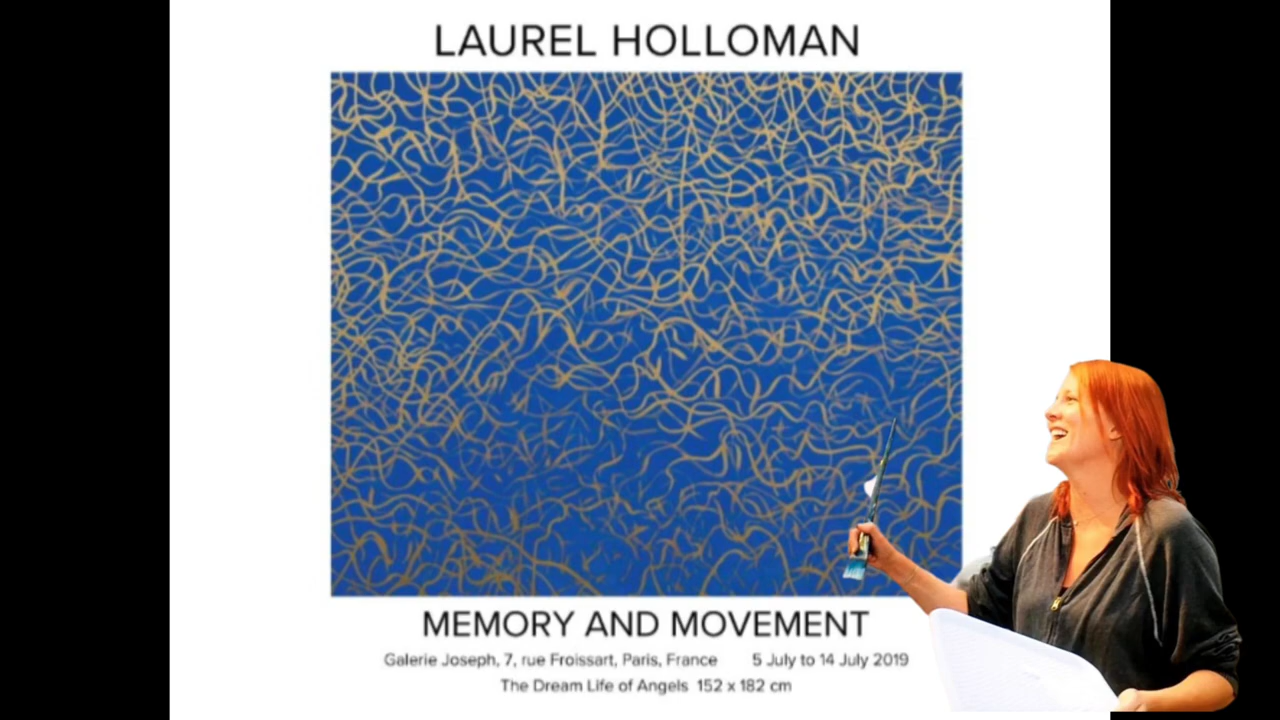 LAUREL HOLLOMAN
MEMORY AND MOVEMENT
Galerie Joseph, 7, rue Froissart, Paris, France 5 July to 14 July 2019
The Dream Life of Angels 152 x 182 cm